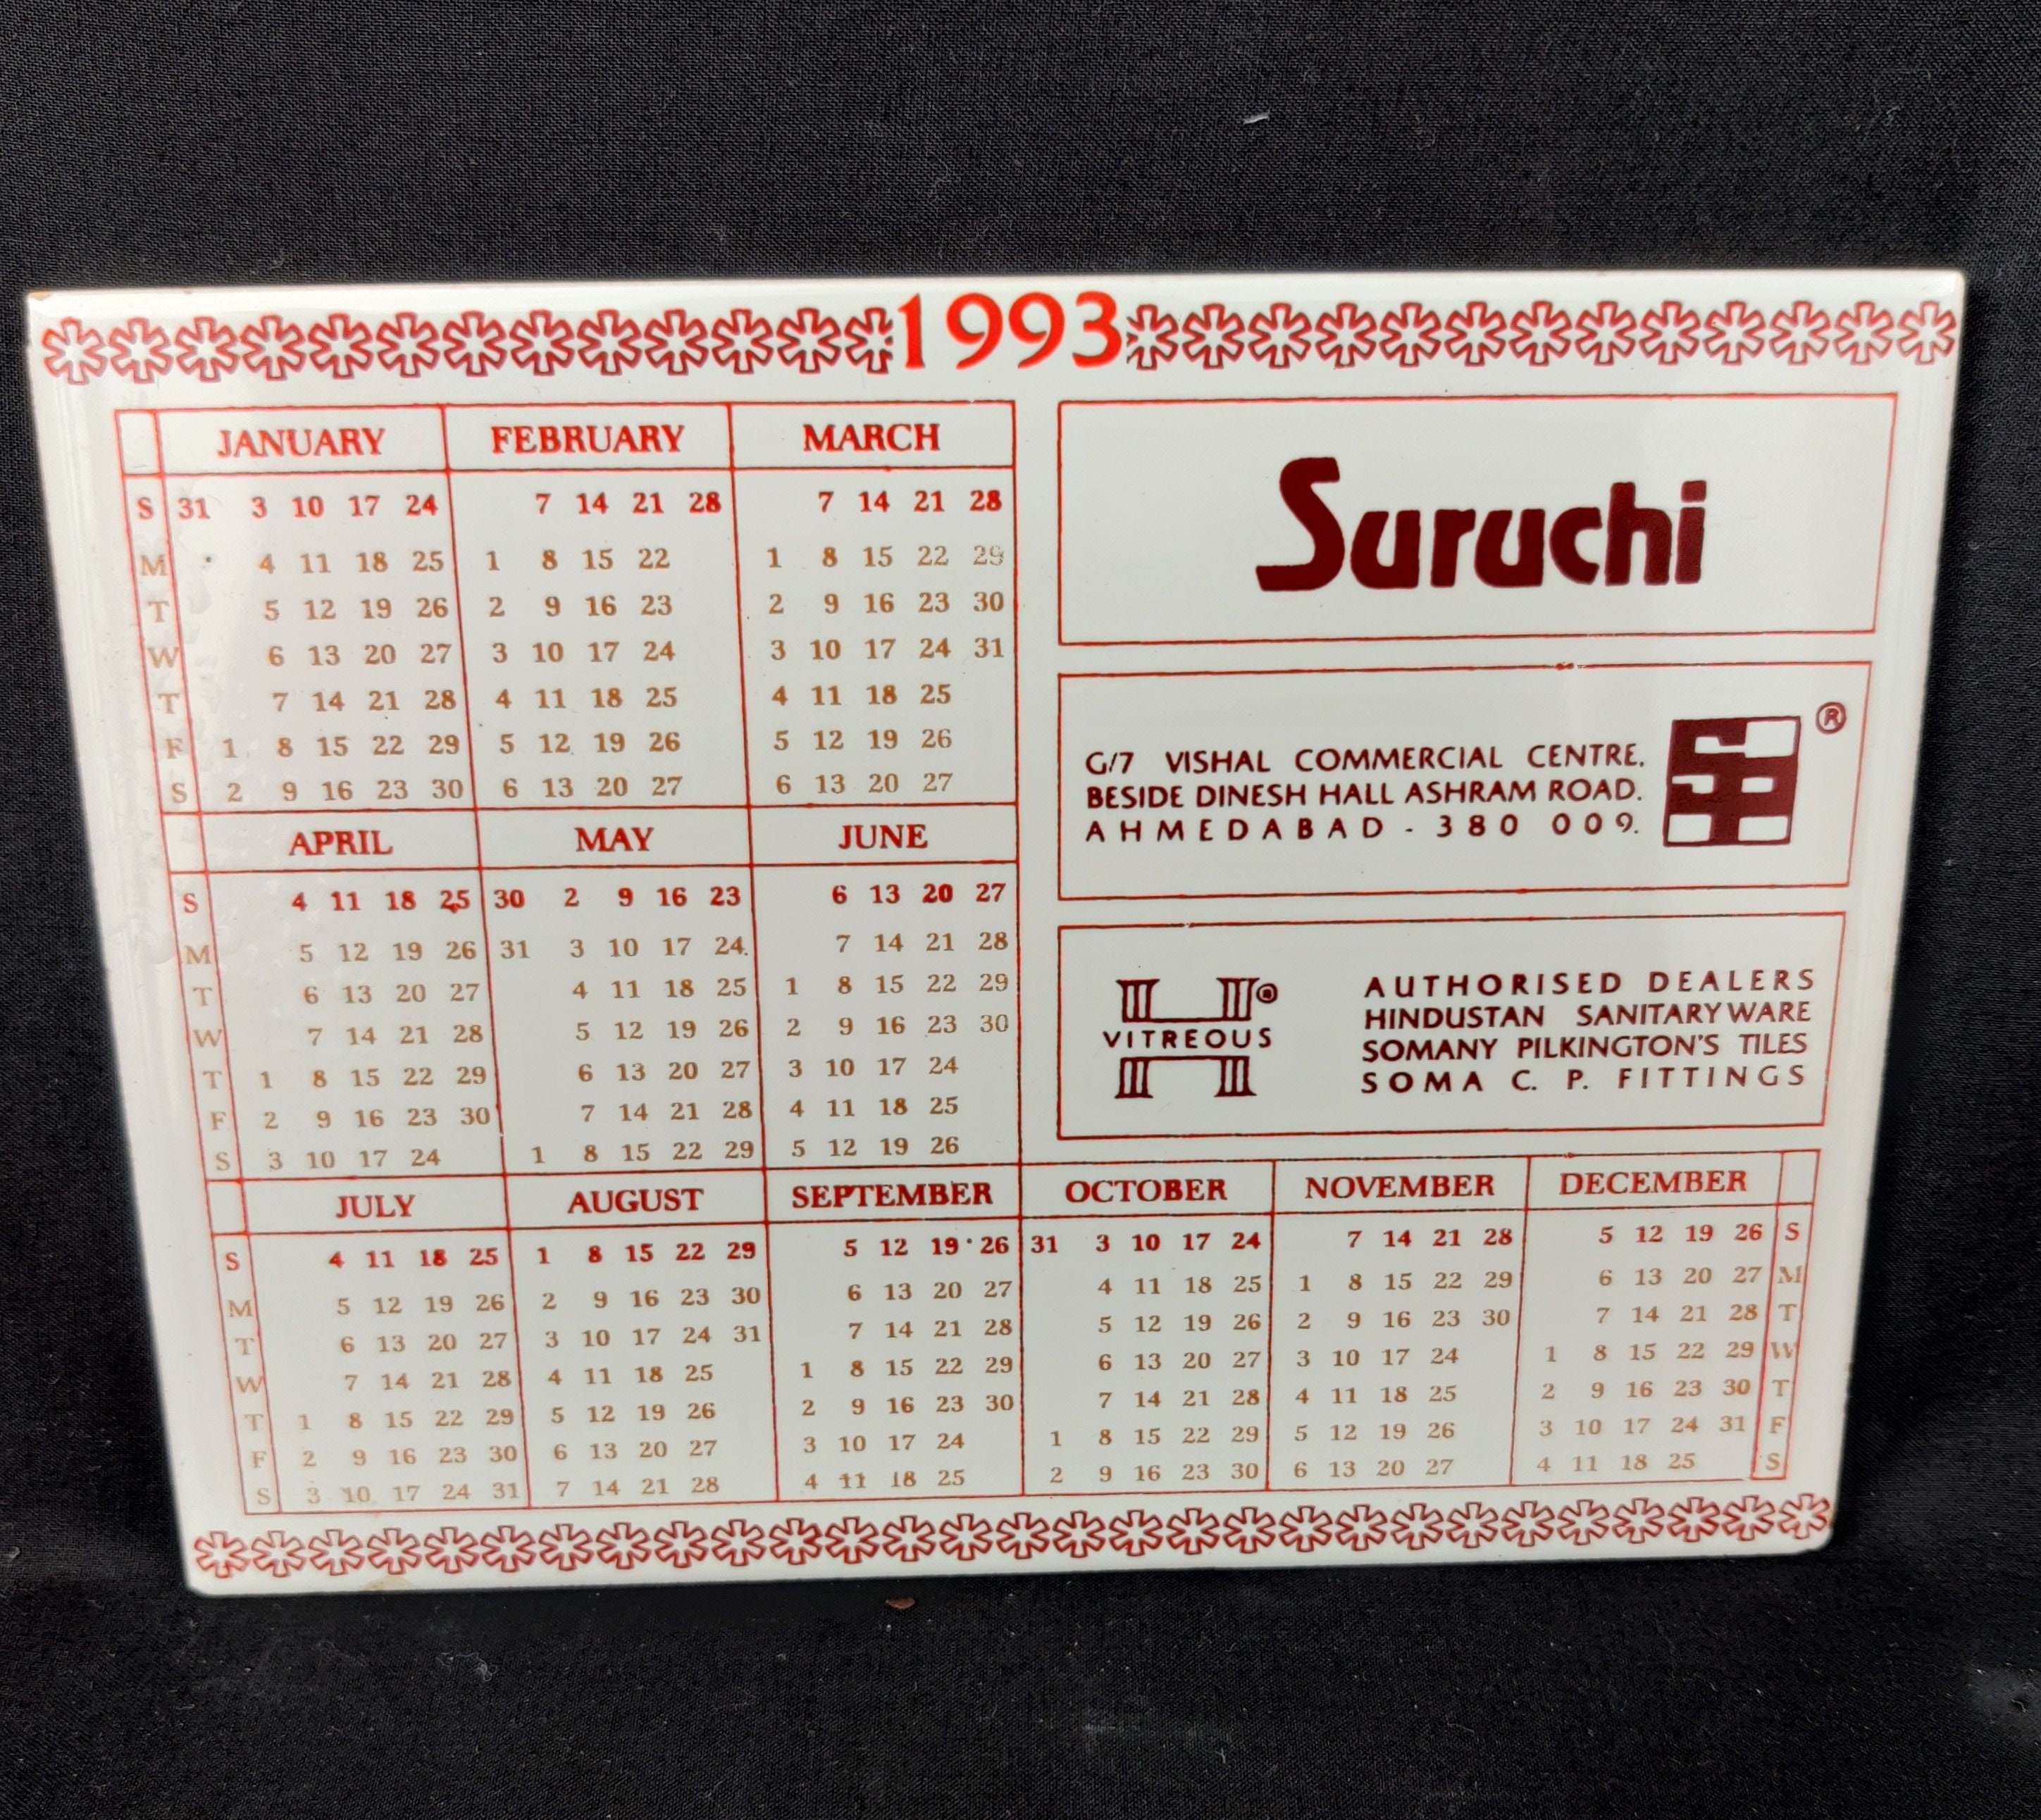 1993
JANUARY FEBRUARY MARCH
S 31 3 10 17 24 7 14 21 28 7 14 21 28
M 4 11 18 25 1 8 15 22 1 8 15 22 29
T 5 12 19 26 2 9 16 23 2 9 16 23 30
W 6 13 20 27 3 10 17 24 3 10 17 24 31
T 7 14 21 28 4 11 18 25 4 11 18 25
F 1 8 15 22 29 5 12 19 26 5 12 19 26
S 2 9 16 23 30 6 13 20 27 6 13 20 27
APRIL MAY JUNE
S 4 11 18 25 30 2 9 16 23 6 13 20 27
M 5 12 19 26 31 3 10 17 24 7 14 21 28
T 6 13 20 27 4 11 18 25 1 8 15 22 29
W 7 14 21 28 5 12 19 26 2 9 16 23 30
T 1 8 15 22 29 6 13 20 27 3 10 17 24
F 2 9 16 23 30 7 14 21 28 4 11 18 25
S 3 10 17 24 1 8 15 22 29 5 12 19 26
Suruchi
G/7 VISHAL COMMERCIAL CENTRE.
BESIDE DINESH HALL ASHRAM ROAD.
AHMEDABAD - 380 009.
®
H®
VITREOUS
AUTHORISED DEALERS
HINDUSTAN SANITARYWARE
SOMANY PILKINGTON'S TILES
SOMA C. P. FITTINGS
JULY AUGUST SEPTEMBER OCTOBER NOVEMBER DECEMBER
S 4 11 18 25 1 8 15 22 29 5 12 19 26 31 3 10 17 24 7 14 21 28 5 12 19 26 S
M 5 12 19 26 2 9 16 23 30 6 13 20 27 4 11 18 25 1 8 15 22 29 6 13 20 27 M
T 6 13 20 27 3 10 17 24 31 7 14 21 28 5 12 19 26 2 9 16 23 30 7 14 21 28 T
W 7 14 21 28 4 11 18 25 1 8 15 22 29 6 13 20 27 3 10 17 24 1 8 15 22 29 W
T 1 8 15 22 29 5 12 19 26 2 9 16 23 30 7 14 21 28 4 11 18 25 2 9 16 23 30 T
F 2 9 16 23 30 6 13 20 27 3 10 17 24 1 8 15 22 29 5 12 19 26 3 10 17 24 31 F
S 3 10 17 24 31 7 14 21 28 4 11 18 25 2 9 16 23 30 6 13 20 27 4 11 18 25 S